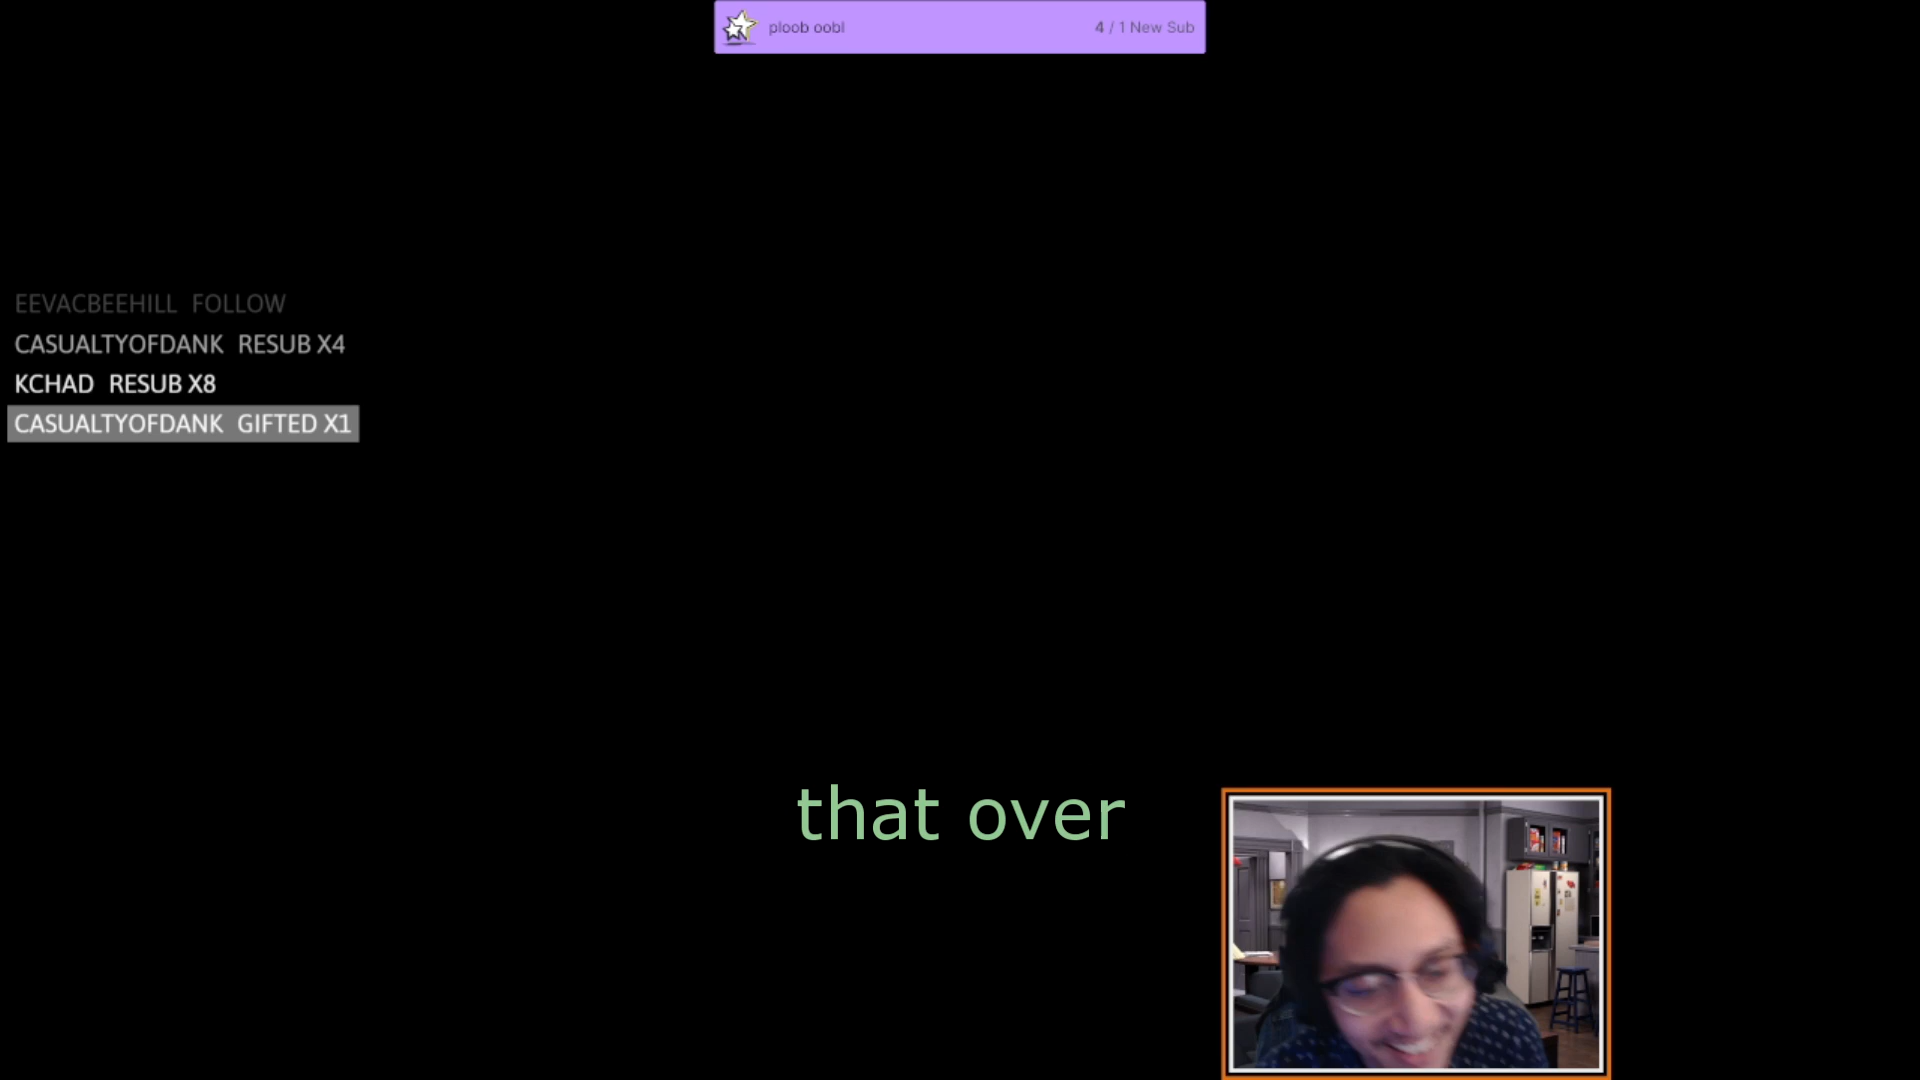 ploob oobl 4 / 1 New Sub
EEVACBEEHILL FOLLOW
CASUALTYOFDANK RESUB X4
KCHAD RESUB X8
CASUALTYOFDANK GIFTED X1
that over